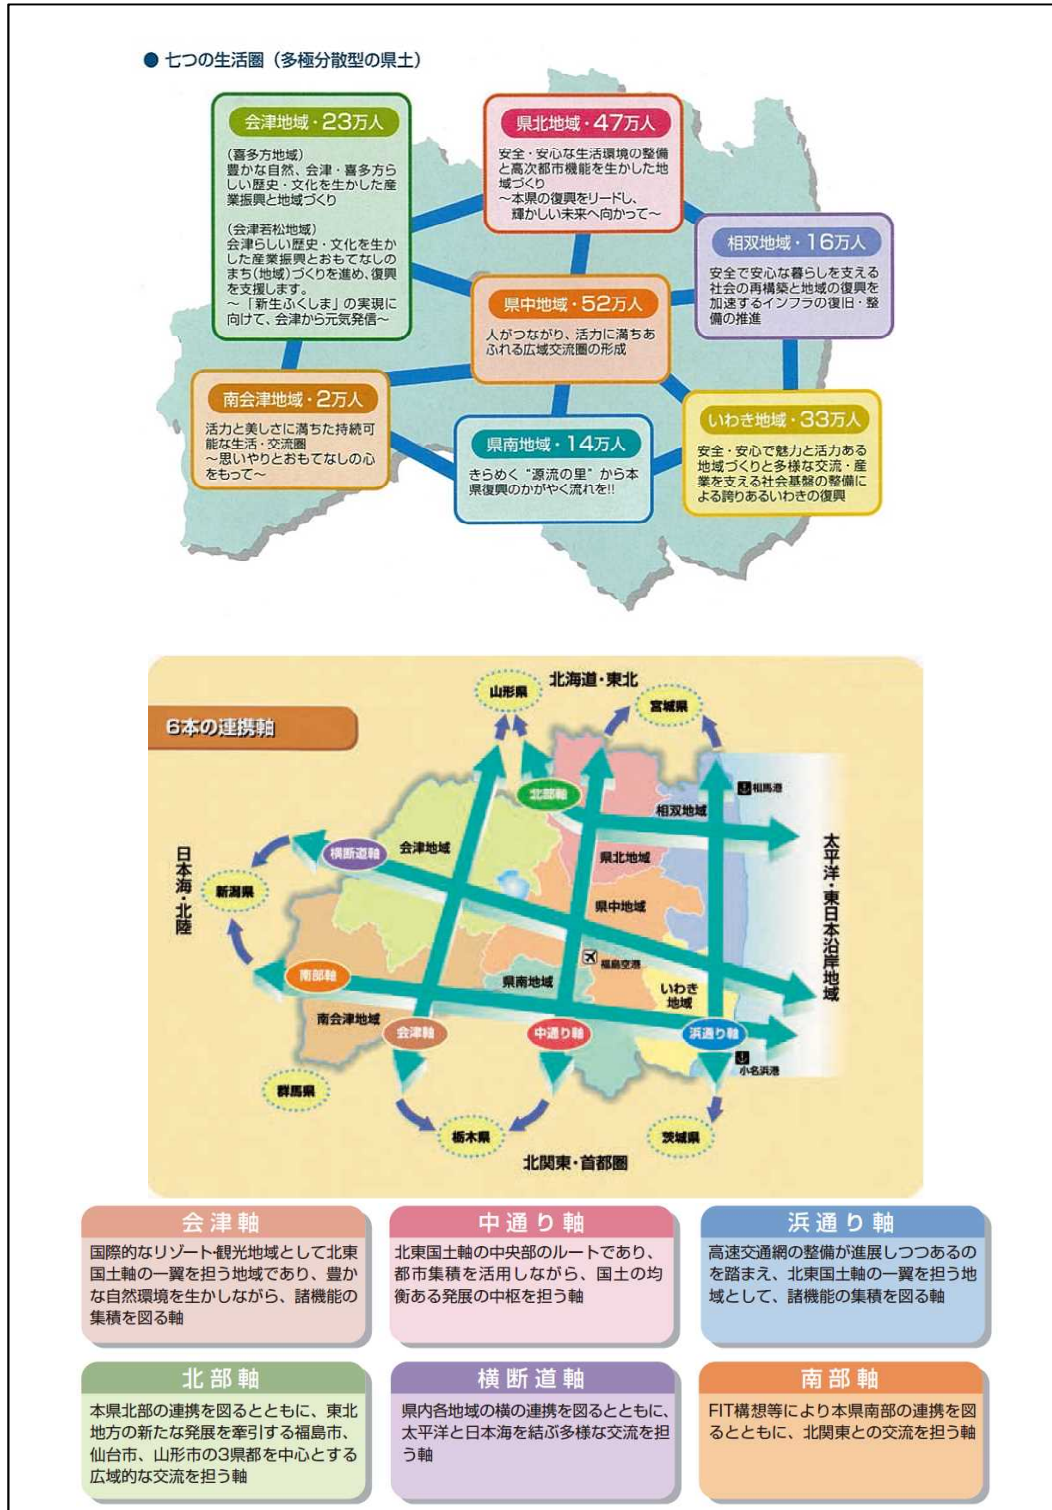 ● 七つの生活圏（多極分散型の県土）
会津地域・23万人
（喜多方地域）
豊かな自然、会津・喜多方ら
しい歴史・文化を生かした産
業振興と地域づくり
（会津若松地域）
会津らしい歴史・文化を生か
した産業振興とおもてなしの
まち（地域）づくりを進め、復興
を支援します。
～「新生ふくしま」の実現に
向けて、会津から元気発信～
県北地域・47万人
安全・安心な生活環境の整備
と高次都市機能を生かした地
域づくり
～本県の復興をリードし、
輝かしい未来へ向かって～
相双地域・16万人
安全で安心な暮らしを支える
社会の再構築と地域の復興を
加速するインフラの復旧・整
備の推進
県中地域・52万人
人がつながり、活力に満ちあ
ふれる広域交流圏の形成
南会津地域・2万人
活力と美しさに満ちた持続可
能な生活・交流圏
～思いやりとおもてなしの心
をもって～
県南地域・14万人
きらめく“源流の里”から本
県復興のかがやく流れを!!
いわき地域・33万人
安全・安心で魅力と活力ある
地域づくりと多様な交流・産
業を支える社会基盤の整備に
よる誇りあるいわきの復興
6本の連携軸
北海道・東北
山形県
宮城県
北部軸
相馬港
相双地域
横断道軸
会津地域
県北地域
日本海・北陸
新潟県
太平洋・東日本沿岸地域
県中地域
福島空港
南部軸
県南地域
いわき
地域
南会津地域
会津軸
中通り軸
浜通り軸
小名浜港
群馬県
栃木県
茨城県
北関東・首都圏
会津軸
国際的なリゾート・観光地域として北東
国土軸の一翼を担う地域であり、豊か
な自然環境を生かしながら、諸機能の
集積を図る軸
中通り軸
北東国土軸の中央部のルートであり、
都市集積を活用しながら、国土の均
衡ある発展の中枢を担う軸
浜通り軸
高速交通網の整備が進展しつつあるの
を踏まえ、北東国土軸の一翼を担う地
域として、諸機能の集積を図る軸
北部軸
本県北部の連携を図るとともに、東北
地方の新たな発展を牽引する福島市、
仙台市、山形市の3県都を中心とする
広域的な交流を担う軸
横断道軸
県内各地域の横の連携を図るとともに、
太平洋と日本海を結ぶ多様な交流を担
う軸
南部軸
FIT構想等により本県南部の連携を図
るとともに、北関東との交流を担う軸